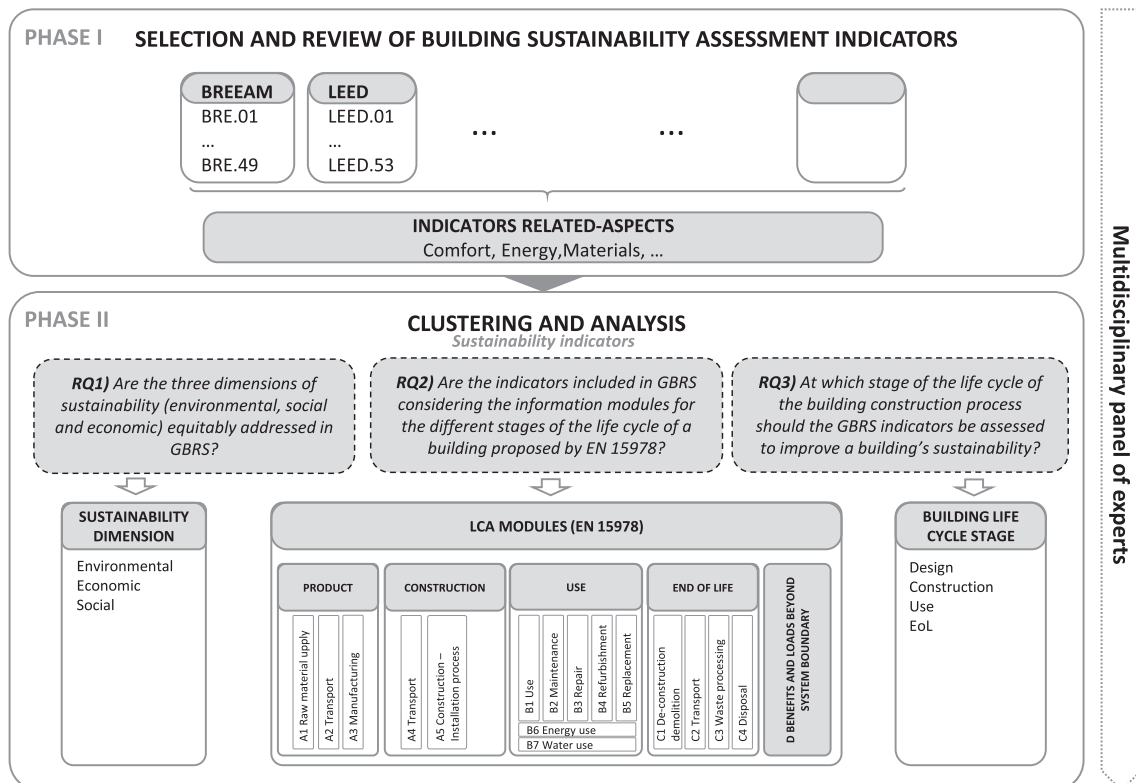 PHASE I
SELECTION AND REVIEW OF BUILDING SUSTAINABILITY ASSESSMENT INDICATORS
BREEAM
BRE.01
...
BRE.49
LEED
LEED.01
...
LEED.53
...
...
INDICATORS RELATED-ASPECTS
Comfort, Energy,Materials, ...
PHASE II
CLUSTERING AND ANALYSIS
Sustainability indicators
RQ1) Are the three dimensions of
sustainability (environmental, social
and economic) equitably addressed in
GBRS?
RQ2) Are the indicators included in GBRS
considering the information modules for
the different stages of the life cycle of a
building proposed by EN 15978?
RQ3) At which stage of the life cycle of
the building construction process
should the GBRS indicators be assessed
to improve a building's sustainability?
SUSTAINABILITY
DIMENSION
Environmental
Economic
Social
LCA MODULES (EN 15978)
PRODUCT
A1 Raw material upply
A2 Transport
A3 Manufacturing
CONSTRUCTION
A4 Transport
A5 Construction –
Installation process
USE
B1 Use
B2 Maintenance
B3 Repair
B4 Refurbishment
B5 Replacement
B6 Energy use
B7 Water use
END OF LIFE
C1 De-construction
demolition
C2 Transport
C3 Waste processing
C4 Disposal
D BENEFITS AND LOADS BEYOND
SYSTEM BOUNDARY
BUILDING LIFE
CYCLE STAGE
Design
Construction
Use
EoL
Multidisciplinary panel of experts